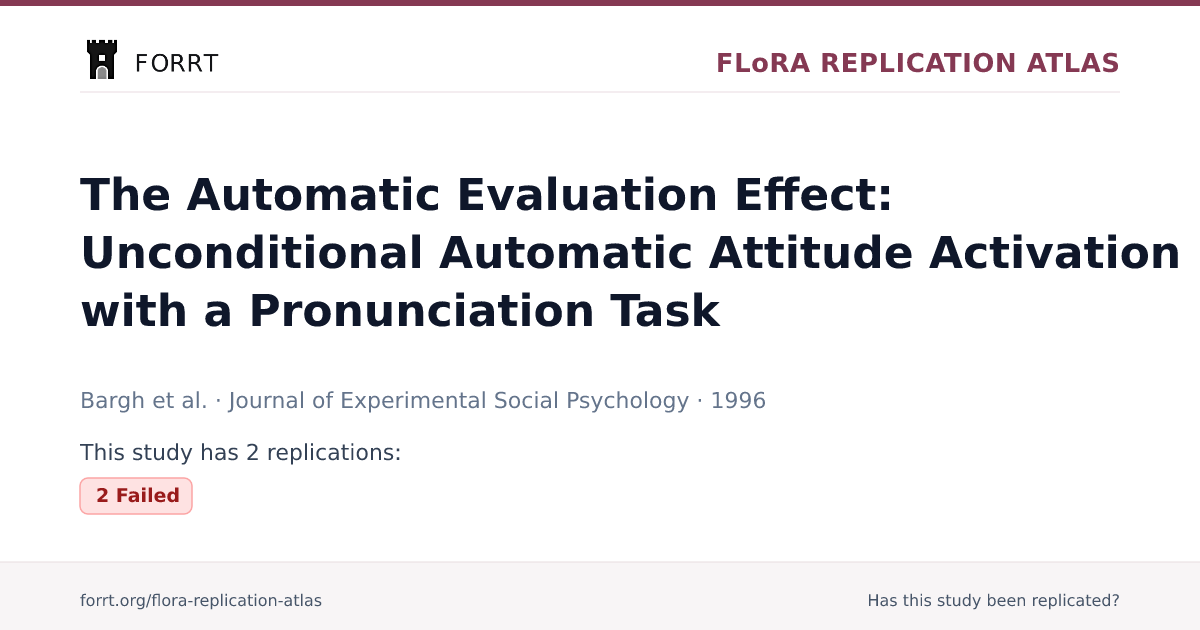 FORRT
FLoRA REPLICATION ATLAS
The Automatic Evaluation Effect:
Unconditional Automatic Attitude Activation
with a Pronunciation Task
Bargh et al. · Journal of Experimental Social Psychology · 1996
This study has 2 replications:
2 Failed
forrt.org/flora-replication-atlas
Has this study been replicated?